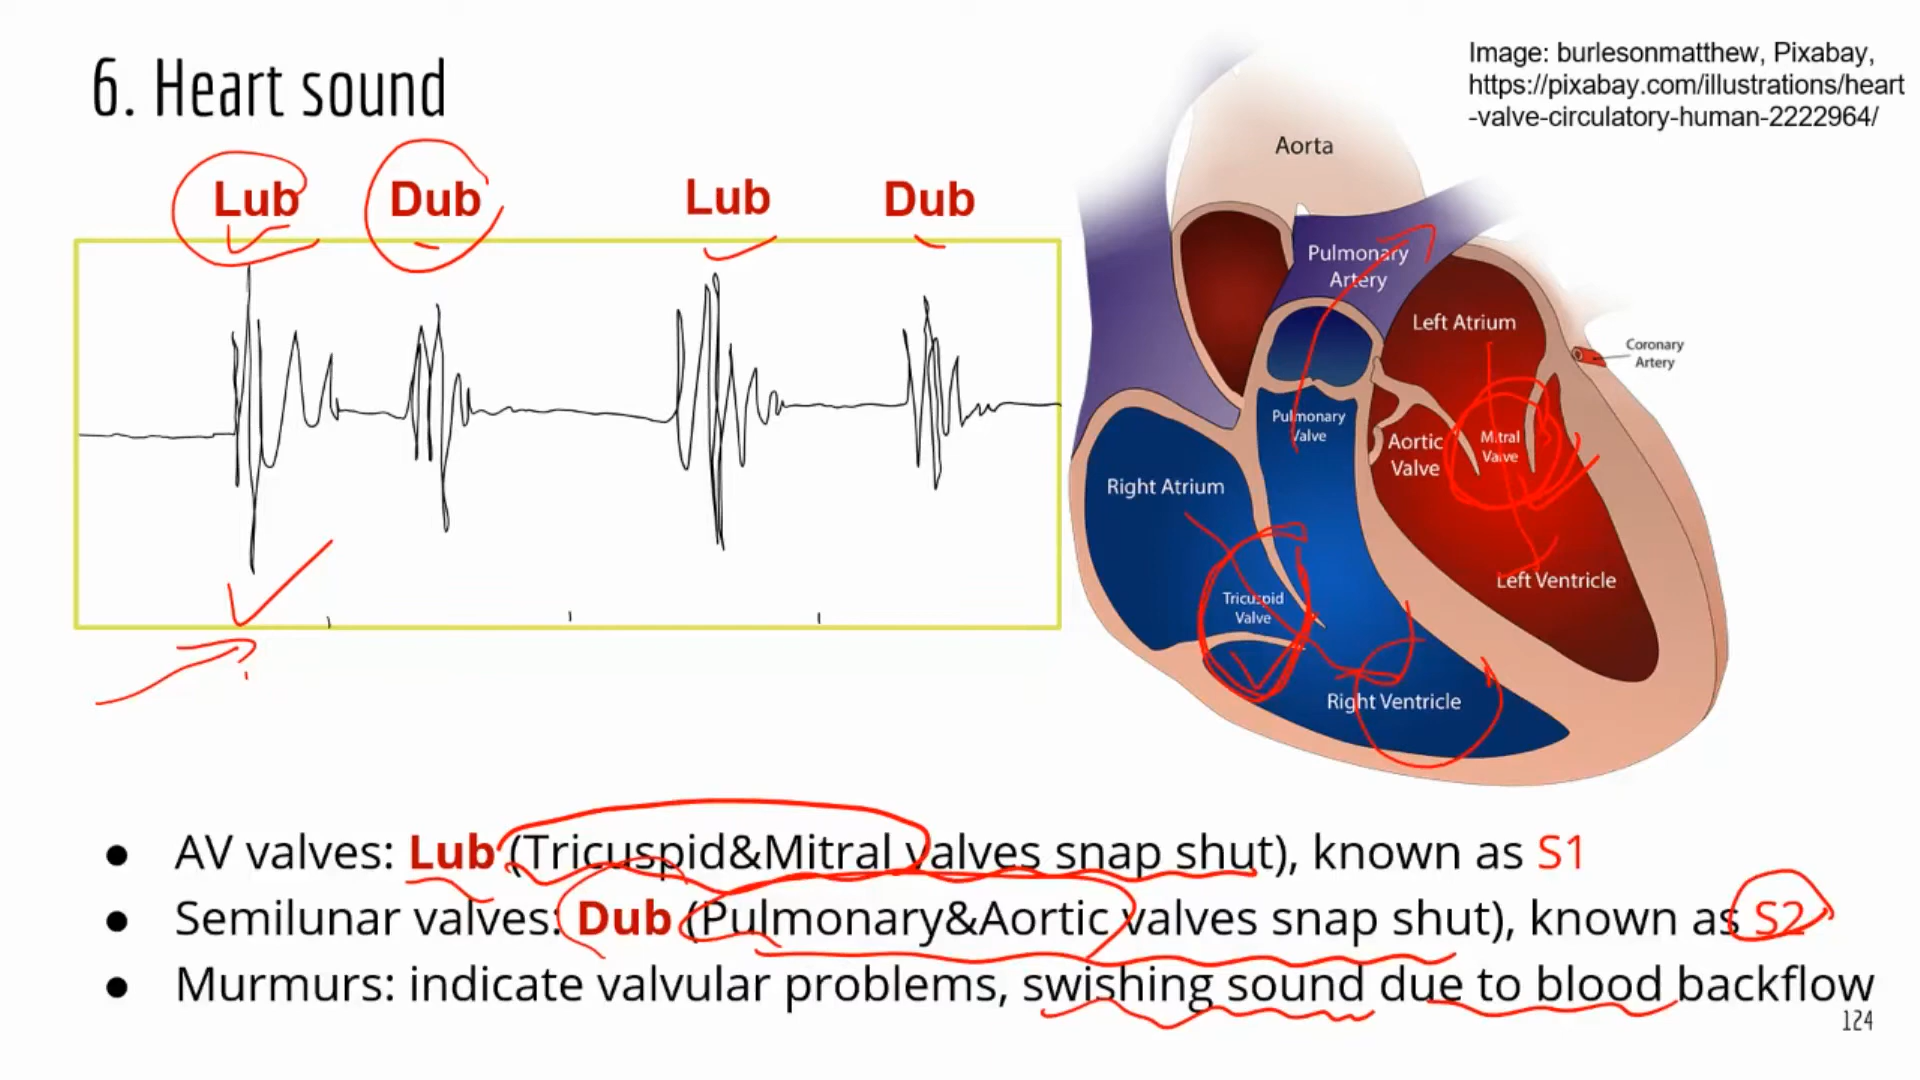 6. Heart sound
Image: burlesonmatthew, Pixabay,
https://pixabay.com/illustrations/heart
-valve-circulatory-human-2222964/
Lub Dub Lub Dub
Aorta
Pulmonary
Artery
Left Atrium
Coronary
Artery
Pulmonary
Valve
Aortic
Valve
Mitral
Valve
Right Atrium
Left Ventricle
Tricuspid
Valve
Right Ventricle
● AV valves: Lub (Tricuspid&Mitral valves snap shut), known as S1
● Semilunar valves: Dub (Pulmonary&Aortic valves snap shut), known as S2
● Murmurs: indicate valvular problems, swishing sound due to blood backflow
124